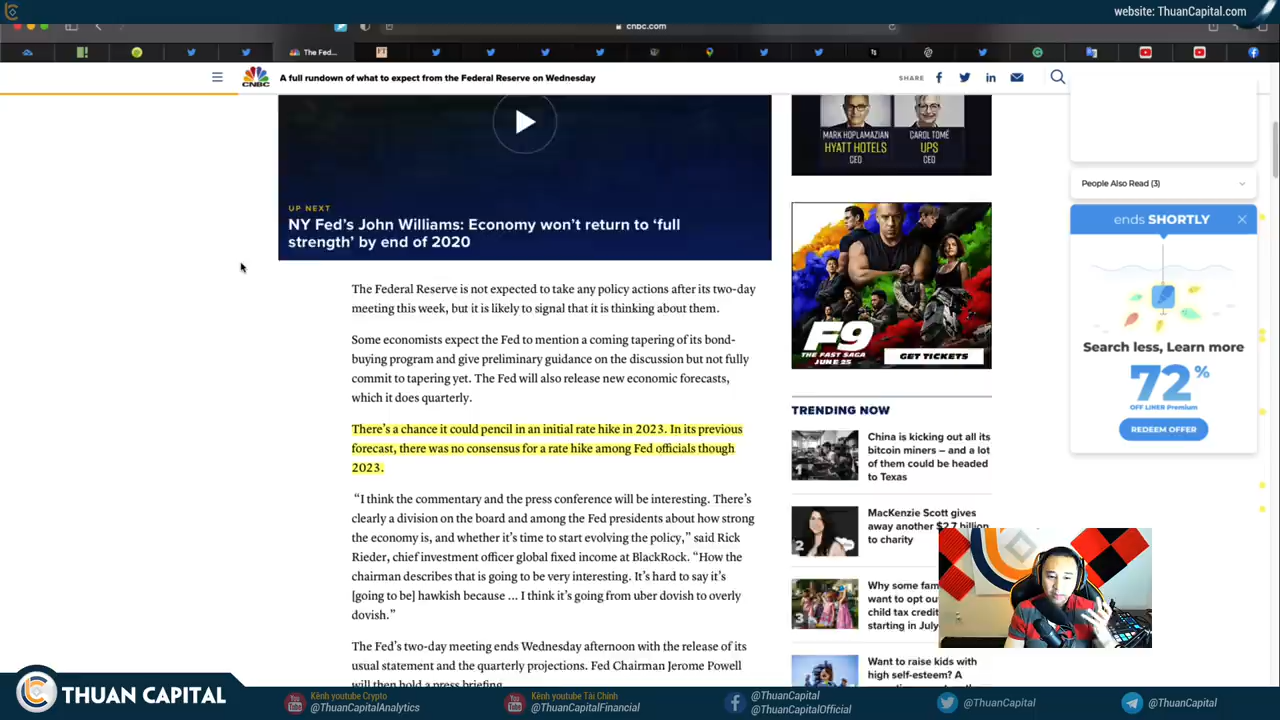 website: ThuanCapital.com
cnbc.com
The Fed...
CNBC
A full rundown of what to expect from the Federal Reserve on Wednesday
SHARE
UP NEXT
NY Fed's John Williams: Economy won't return to 'full
strength' by end of 2020
The Federal Reserve is not expected to take any policy actions after its two-day
meeting this week, but it is likely to signal that it is thinking about them.
Some economists expect the Fed to mention a coming tapering of its bond-
buying program and give preliminary guidance on the discussion but not fully
commit to tapering yet. The Fed will also release new economic forecasts,
which it does quarterly.
There's a chance it could pencil in an initial rate hike in 2023. In its previous
forecast, there was no consensus for a rate hike among Fed officials though
2023.
"I think the commentary and the press conference will be interesting. There's
clearly a division on the board and among the Fed presidents about how strong
the economy is, and whether it's time to start evolving the policy," said Rick
Rieder, chief investment officer global fixed income at BlackRock. "How the
chairman describes that is going to be very interesting. It's hard to say it's
[going to be] hawkish because ... I think it's going from uber dovish to overly
dovish."
The Fed's two-day meeting ends Wednesday afternoon with the release of its
usual statement and the quarterly projections. Fed Chairman Jerome Powell
will then hold a press briefing.
MARK HOPLAMAZIAN
HYATT HOTELS
CEO
CAROL TOMÉ
UPS
CEO
F9
THE FAST SAGA
JUNE 25
GET TICKETS
TRENDING NOW
China is kicking out all its
bitcoin miners – and a lot
of them could be headed
to Texas
2
MacKenzie Scott gives
away another $2.7 billion
to charity
3
Why some fam
want to opt ou
child tax credit
starting in July
Want to raise kids with
high self-esteem? A
People Also Read (3)
ends SHORTLY
Search less, Learn more
72%
OFF LINER Premium
REDEEM OFFER
THUAN CAPITAL
Kênh youtube Crypto
@ThuanCapitalAnalytics
Kênh youtube Tài Chính
@ThuanCapitalFinancial
@ThuanCapital
@ThuanCapitalOfficial
@ThuanCapital
@ThuanCapital